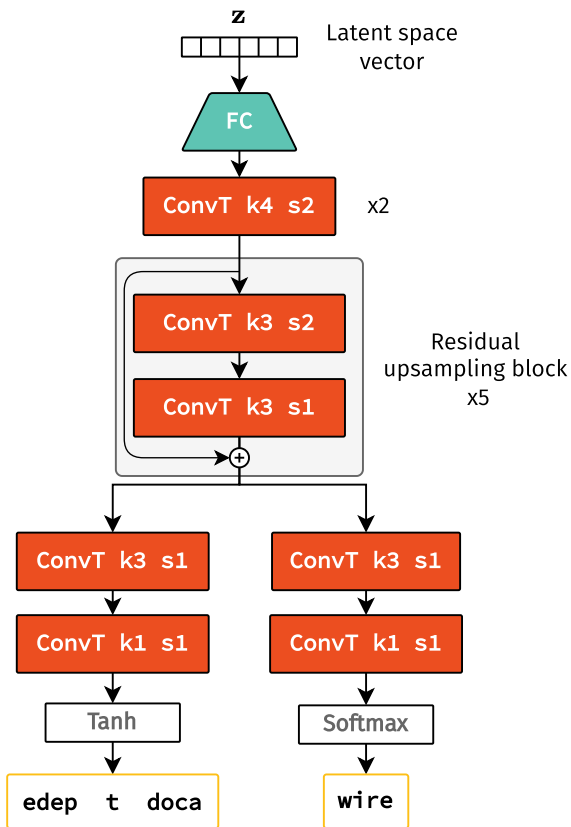 z
Latent space
vector
FC
ConvT k4 s2
x2
ConvT k3 s2
ConvT k3 s1
+
Residual
upsampling block
x5
ConvT k3 s1
ConvT k1 s1
Tanh
edep t doca
ConvT k3 s1
ConvT k1 s1
Softmax
wire